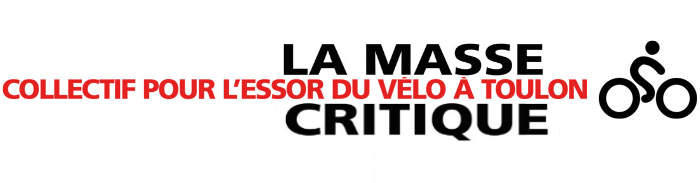 LA MASSE
COLLECTIF POUR L'ESSOR DU VÉLO À TOULON
CRITIQUE